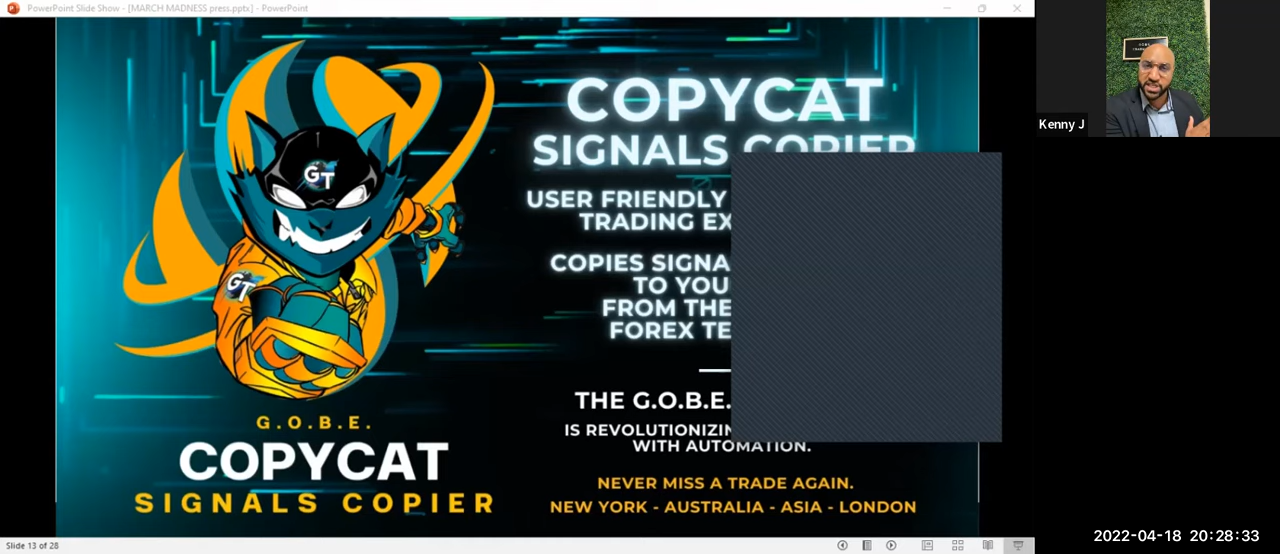 PowerPoint Slide Show - [MARCH MADNESS press.pptx] - PowerPoint
COPYCAT
SIGNALS COPIER
USER FRIENDLY
TRADING EX
COPIES SIGNA
TO YOU
FROM THE
FOREX TE
THE G.O.B.E.
IS REVOLUTIONIZIN
WITH AUTOMATION.
NEVER MISS A TRADE AGAIN.
NEW YORK - AUSTRALIA - ASIA - LONDON
GT
GT
G.O.B.E.
COPYCAT
SIGNALS COPIER
Slide 13 of 28
Kenny J
2022-04-18 20:28:33